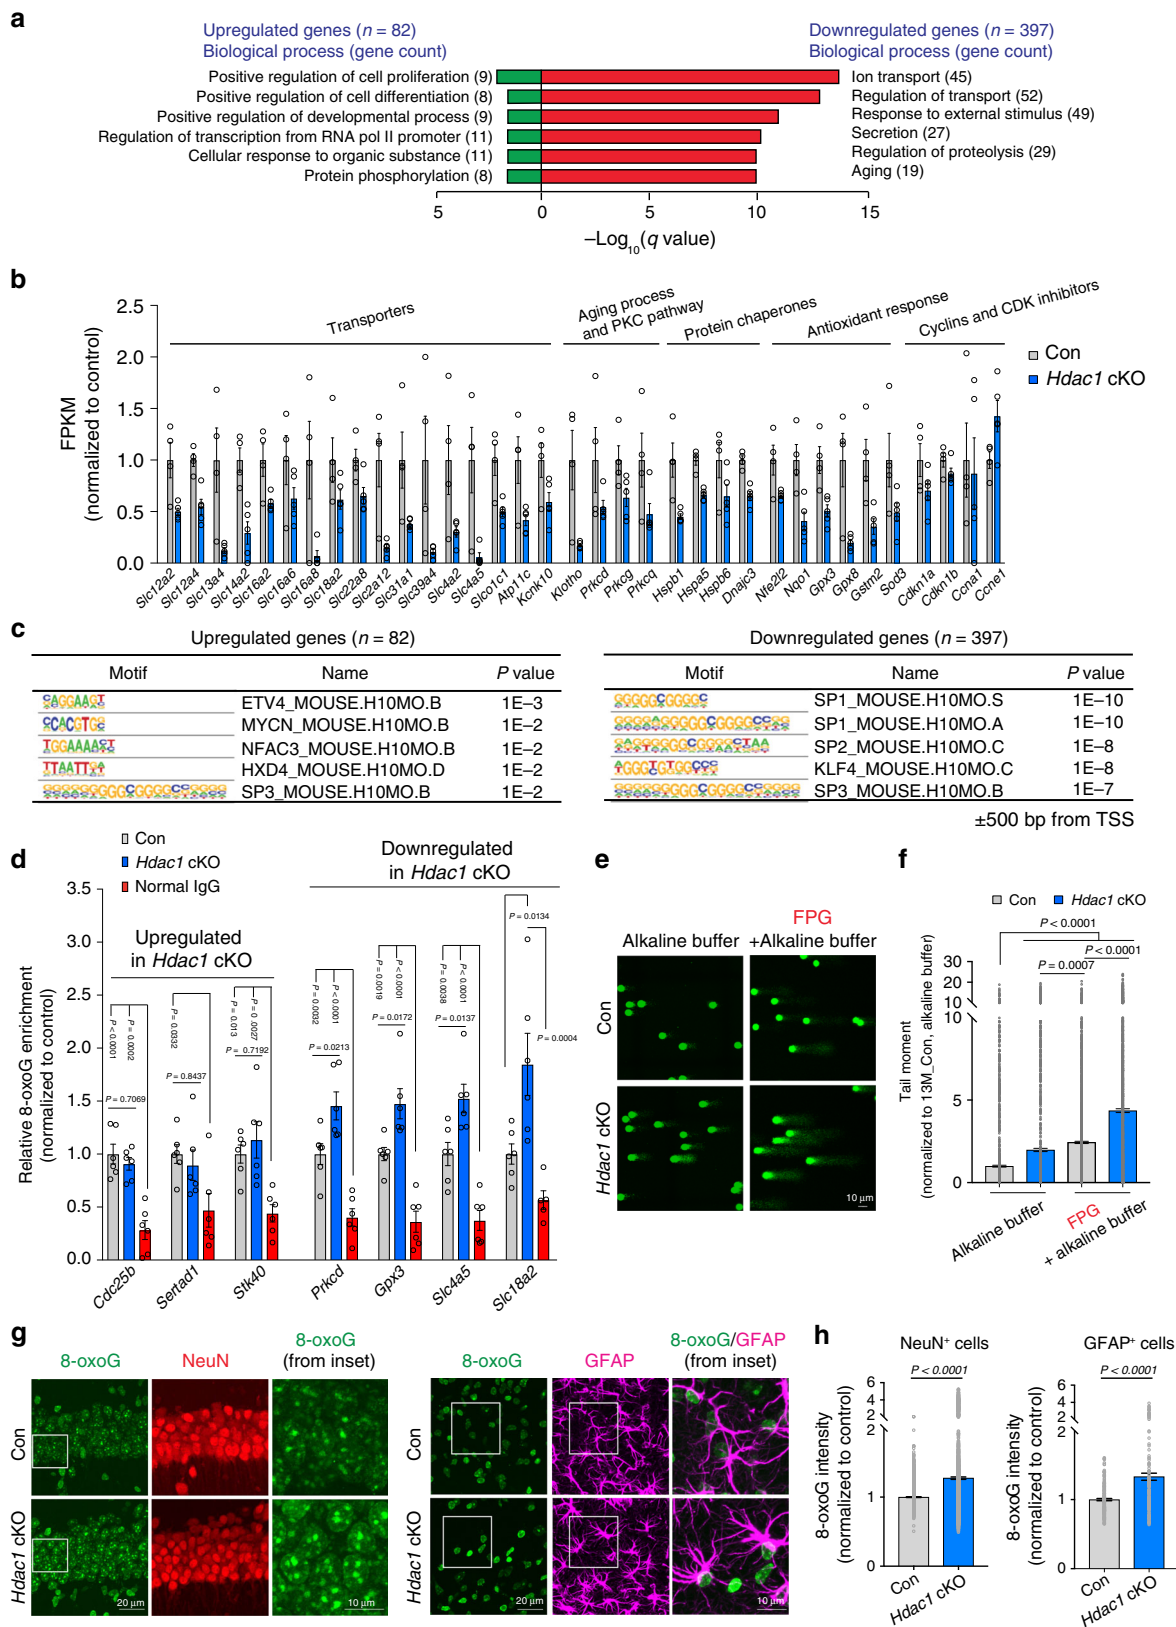 a
Upregulated genes (n = 82)
Biological process (gene count)
Downregulated genes (n = 397)
Biological process (gene count)
Positive regulation of cell proliferation (9)
Positive regulation of cell differentiation (8)
Positive regulation of developmental process (9)
Regulation of transcription from RNA pol II promoter (11)
Cellular response to organic substance (11)
Protein phosphorylation (8)
Ion transport (45)
Regulation of transport (52)
Response to external stimulus (49)
Secretion (27)
Regulation of proteolysis (29)
Aging (19)
5 0 5 10 15
–Log10(q value)
b
FPKM
(normalized to control)
2.5
2.0
1.5
1.0
0.5
0.0
Transporters
Aging process
and PKC pathway
Protein chaperones
Antioxidant response
Cyclins and CDK inhibitors
Con
Hdac1 cKO
Slc12a2
Slc12a4
Slc13a4
Slc14a2
Slc16a2
Slc16a6
Slc16a8
Slc18a2
Slc22a8
Slc2a12
Slc31a1
Slc39a4
Slc4a2
Slc4a5
Slco1c1
Atp11c
Kcnk10
Klotho
Prkcd
Prkcg
Prkcq
Hspb1
Hspa5
Hspb6
Dnajc3
Nfe2l2
Nqo1
Gpx3
Gpx8
Gstm2
Sod3
Cdkn1a
Cdkn1b
Ccna1
Ccne1
c
Upregulated genes (n = 82)
Motif Name P value
CAGGAAGT ETV4_MOUSE.H10MO.B 1E–3
CCACGTG MYCN_MOUSE.H10MO.B 1E–2
TGGAAAA NFAC3_MOUSE.H10MO.B 1E–2
TTAATT HXD4_MOUSE.H10MO.D 1E–2
SP3_MOUSE.H10MO.B 1E–2
Downregulated genes (n = 397)
Motif Name P value
GGGGGCGGGGC SP1_MOUSE.H10MO.S 1E–10
SP1_MOUSE.H10MO.A 1E–10
SP2_MOUSE.H10MO.C 1E–8
KLF4_MOUSE.H10MO.C 1E–8
SP3_MOUSE.H10MO.B 1E–7
±500 bp from TSS
d
Con
Hdac1 cKO
Normal IgG
Relative 8-oxoG enrichment
(normalized to control)
3.5
3.0
2.5
2.0
1.5
1.0
0.5
0.0
Upregulated
in Hdac1 cKO
Downregulated
in Hdac1 cKO
P < 0.0001
P = 0.0002
P = 0.7069
P = 0.0332
P = 0.8437
P = 0.013
P = 0.0027
P = 0.7192
P = 0.0032
P < 0.0001
P = 0.0213
P = 0.0019
P < 0.0001
P = 0.0172
P = 0.0038
P < 0.0001
P = 0.0137
P = 0.0134
P = 0.0004
Cdc25b
Sertad1
Stk40
Prkcd
Gpx3
Slc4a5
Slc18a2
e
Alkaline buffer
FPG
+Alkaline buffer
Con
Hdac1 cKO
10 μm
f
Con
Hdac1 cKO
P < 0.0001
P < 0.0001
P = 0.0007
Tail moment
(normalized to 13M_Con, alkaline buffer)
30
20
10
10
5
0
Alkaline buffer
FPG
+ alkaline buffer
g
8-oxoG
NeuN
8-oxoG
(from inset)
8-oxoG
GFAP
8-oxoG/GFAP
(from inset)
Con
Hdac1 cKO
20 μm
10 μm
Con
Hdac1 cKO
20 μm
10 μm
h
NeuN+ cells
P < 0.0001
8-oxoG intensity
(normalized to control)
6
4
2
2
1
0
Con
Hdac1 cKO
GFAP+ cells
P < 0.0001
8-oxoG intensity
(normalized to control)
6
4
2
2
1
0
Con
Hdac1 cKO